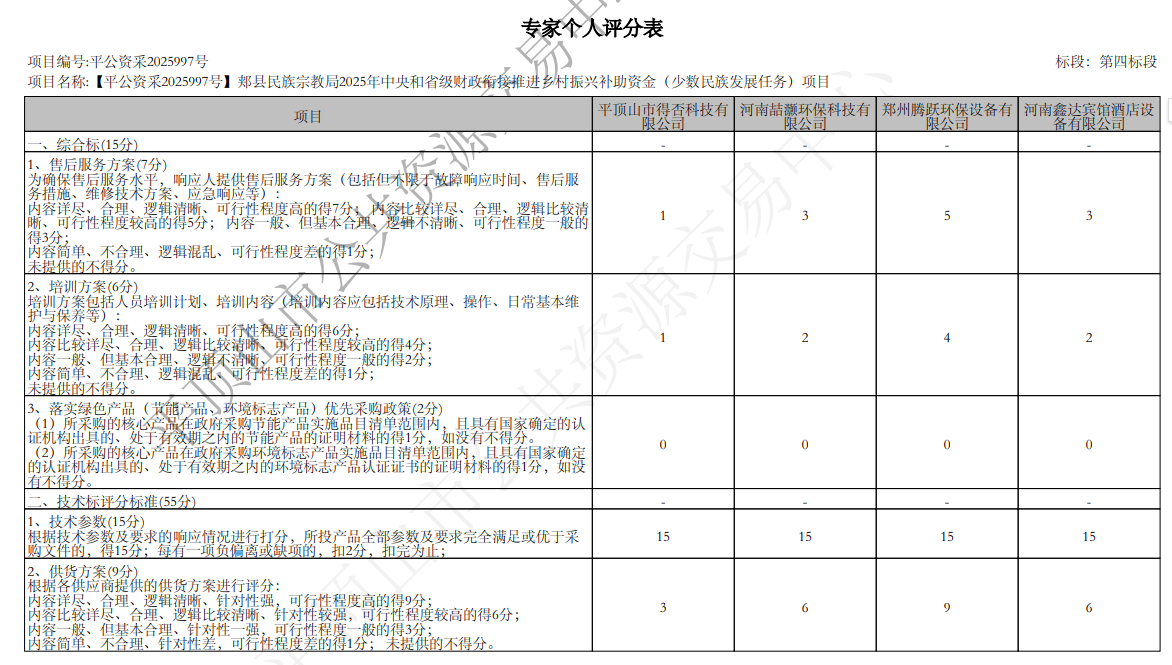 专家个人评分表
项目编号:平公资采2025997号
标段：第四标段
项目名称:【平公资采2025997号】郏县民族宗教局2025年中央和省级财政衔接推进乡村振兴补助资金（少数民族发展任务）项目
项目
平顶山市得否科技有限公司
河南喆灏环保科技有限公司
郑州腾跃环保设备有限公司
河南鑫达宾馆酒店设备有限公司
一、综合标(15分)
- - - -
1、售后服务方案(7分)
为确保售后服务水平，响应人提供售后服务方案（包括但不限于故障响应时间、售后服
务措施、维修技术方案、应急响应等）:
内容详尽、合理、逻辑清晰、可行性程度高的得7分；内容比较详尽、合理、逻辑比较清
晰、可行性程度较高的得5分；内容一般、但基本合理、逻辑不清晰、可行性程度一般的
得3分；
内容简单、不合理、逻辑混乱、可行性程度差的得1分；
未提供的不得分。
1 3 5 3
2、培训方案(6分)
培训方案包括人员培训计划、培训内容（培训内容应包括技术原理、操作、日常基本维
护与保养等）:
内容详尽、合理、逻辑清晰、可行性程度高的得6分；
内容比较详尽、合理、逻辑比较清晰、可行性程度较高的得4分；
内容一般、但基本合理、逻辑不清晰、可行性程度一般的得2分；
内容简单、不合理、逻辑混乱、可行性程度差的得1分；
未提供的不得分。
1 2 4 2
3、落实绿色产品（节能产品、环境标志产品）优先采购政策(2分)
（1）所采购的核心产品在政府采购节能产品实施品目清单范围内，且具有国家确定的认
证机构出具的、处于有效期之内的节能产品的证明材料的得1分，如没有不得分。
（2）所采购的核心产品在政府采购环境标志产品实施品目清单范围内，且具有国家确定
的认证机构出具的、处于有效期之内的环境标志产品认证证书的证明材料的得1分，如没
有不得分。
0 0 0 0
二、技术标评分标准(55分)
- - - -
1、技术参数(15分)
根据技术参数及要求的响应情况进行打分，所投产品全部参数及要求完全满足或优于采
购文件的，得15分；每有一项负偏离或缺项的，扣2分，扣完为止；
15 15 15 15
2、供货方案(9分)
根据各供应商提供的供货方案进行评分：
内容详尽、合理、逻辑清晰、针对性强，可行性程度高的得9分；
内容比较详尽、合理、逻辑比较清晰、针对性较强，可行性程度较高的得6分；
内容一般、但基本合理、针对性一强，可行性程度一般的得3分；
内容简单、不合理、针对性差，可行性程度差的得1分；未提供的不得分。
3 6 9 6
平顶山市公共资源交易中心
平顶山市公共资源交易中心